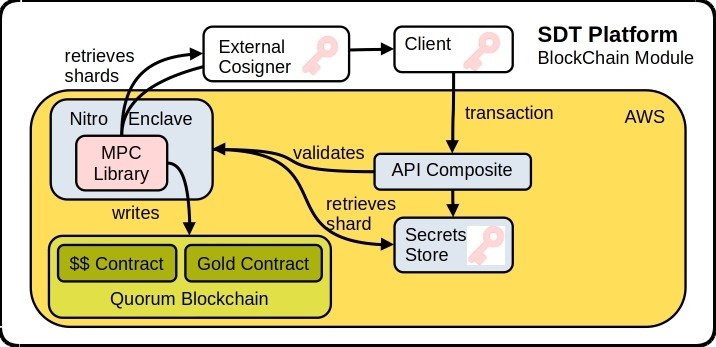 SDT Platform
BlockChain Module
retrieves
shards
External
Cosigner
Client
AWS
transaction
Nitro Enclave
MPC
Library
validates
API Composite
writes
retrieves
shard
Secrets
Store
$$ Contract
Gold Contract
Quorum Blockchain